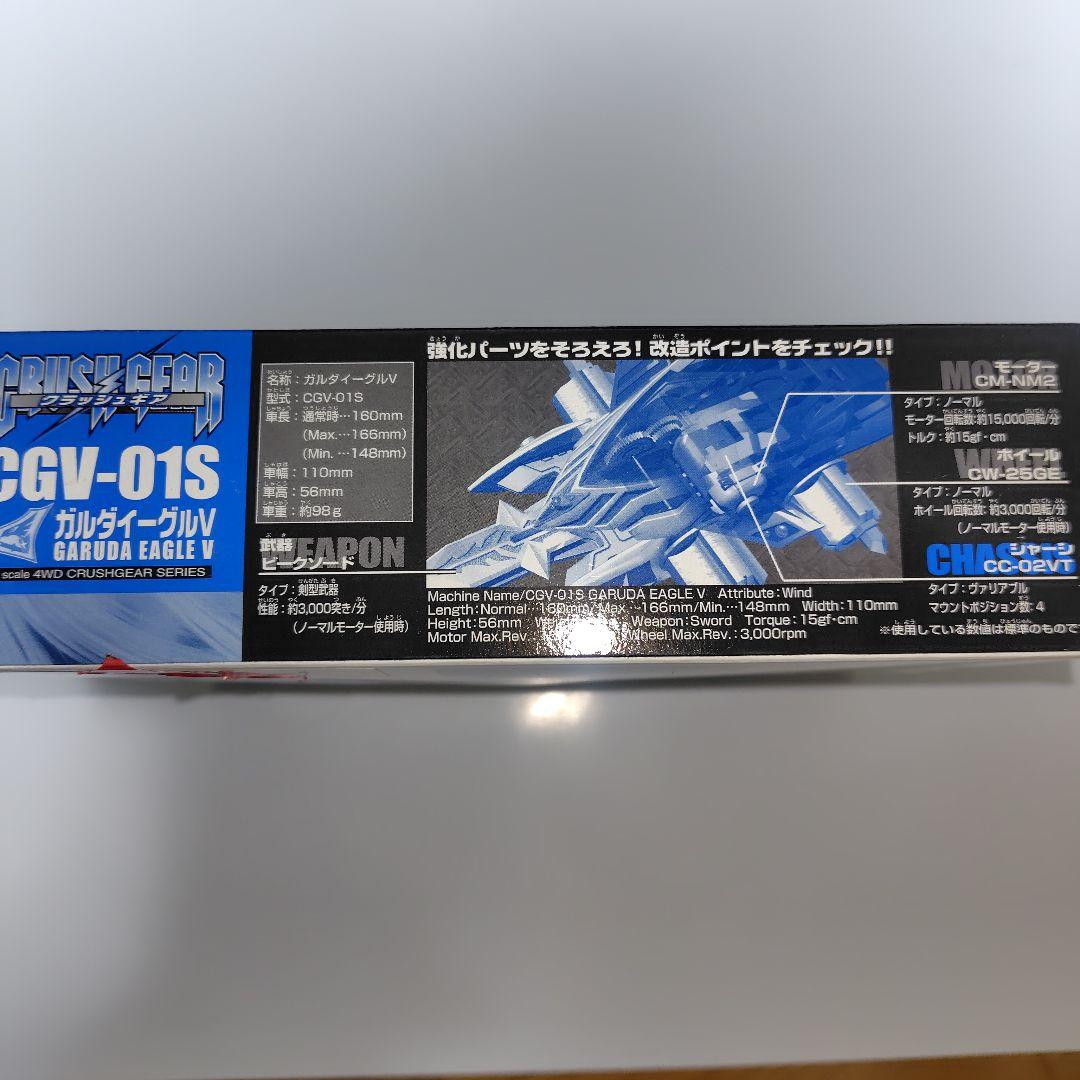 CRUSH GEAR
クラッシュギア
CGV-01S
ガルダイーグルV
GARUDA EAGLE V
scale 4WD CRUSHGEAR SERIES
強化パーツをそろえろ!改造ポイントをチェック!!
名称:ガルダイーグルV
型式:CGV-01S
車長:通常時…160mm
(Max.…166mm)
(Min.…148mm)
車幅:110mm
車高:56mm
車重:約98g
WEAPON
武器
ビークソード
タイプ:剣型武器
性能:約3,000突き/分
(ノーマルモーター使用時)
Machine Name/CGV-01S GARUDA EAGLE V Attribute:Wind
Length:Normal…160mm/Max.…166mm/Min.…148mm Width:110mm
Height:56mm Weapon:Sword Torque:15gf・cm
Motor Max.Rev. Wheel Max.Rev.:3,000rpm
モーター
CM-NM2
タイプ:ノーマル
モーター回転数:約15,000回転/分
トルク:約15gf・cm
ホイール
CW-25GE
タイプ:ノーマル
ホイール回転数:約3,000回転/分
(ノーマルモーター使用時)
シャーシ
CC-02VT
タイプ:ヴァリアブル
マウントポジション数:4
※使用している数値は標準のもので